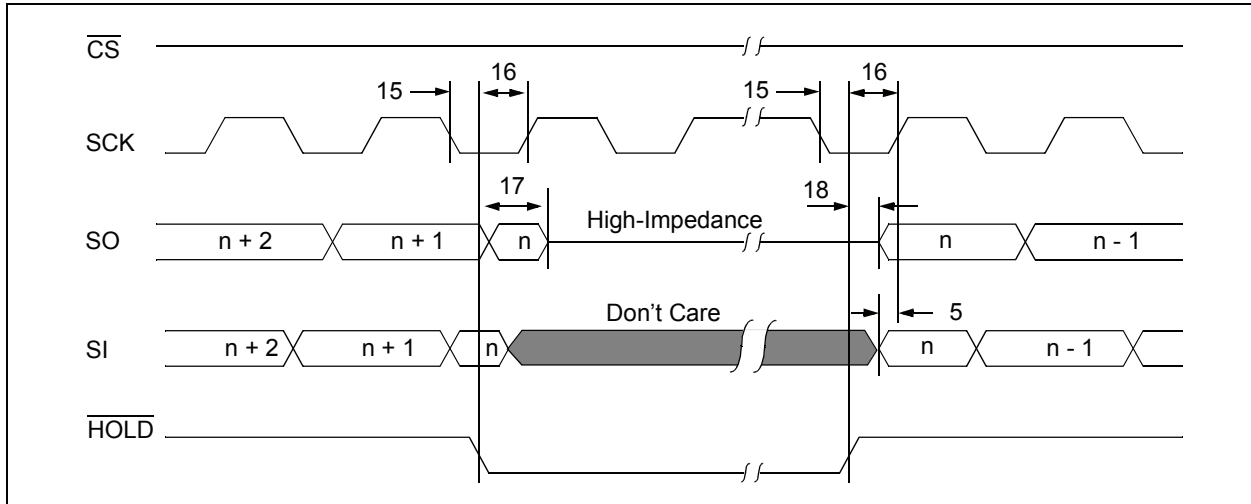 CS
16 16
15 15
SCK
17
18
High-Impedance
SO n + 2 n + 1 n n n - 1
Don't Care
5
SI n + 2 n + 1 n n n - 1
HOLD